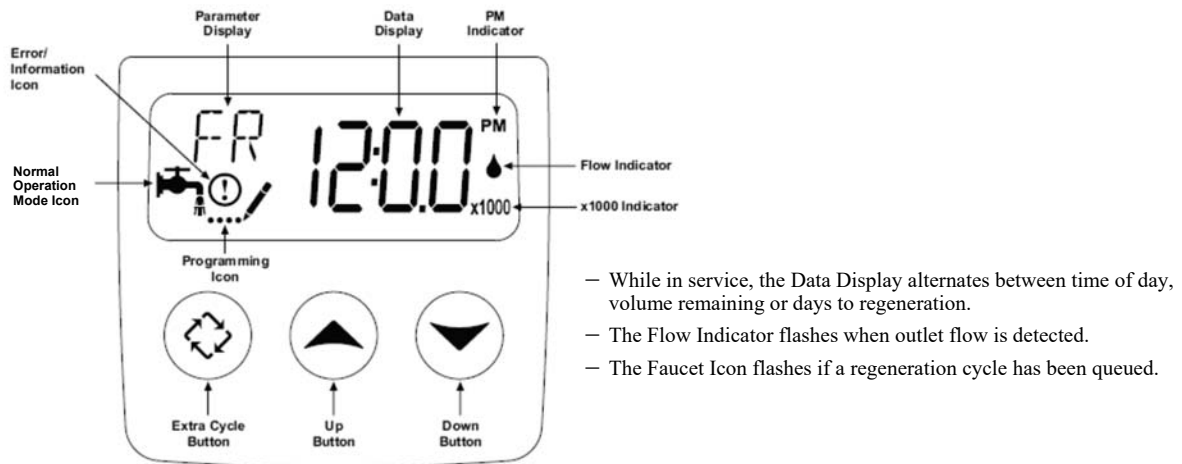 Parameter
Display
Data
Display
PM
Indicator
Error/
Information
Icon
FR
12:00.0
PM
Flow Indicator
Normal
Operation
Mode Icon
x1000
x1000 Indicator
Programming
Icon
– While in service, the Data Display alternates between time of day,
volume remaining or days to regeneration.
– The Flow Indicator flashes when outlet flow is detected.
– The Faucet Icon flashes if a regeneration cycle has been queued.
Extra Cycle
Button
Up
Button
Down
Button